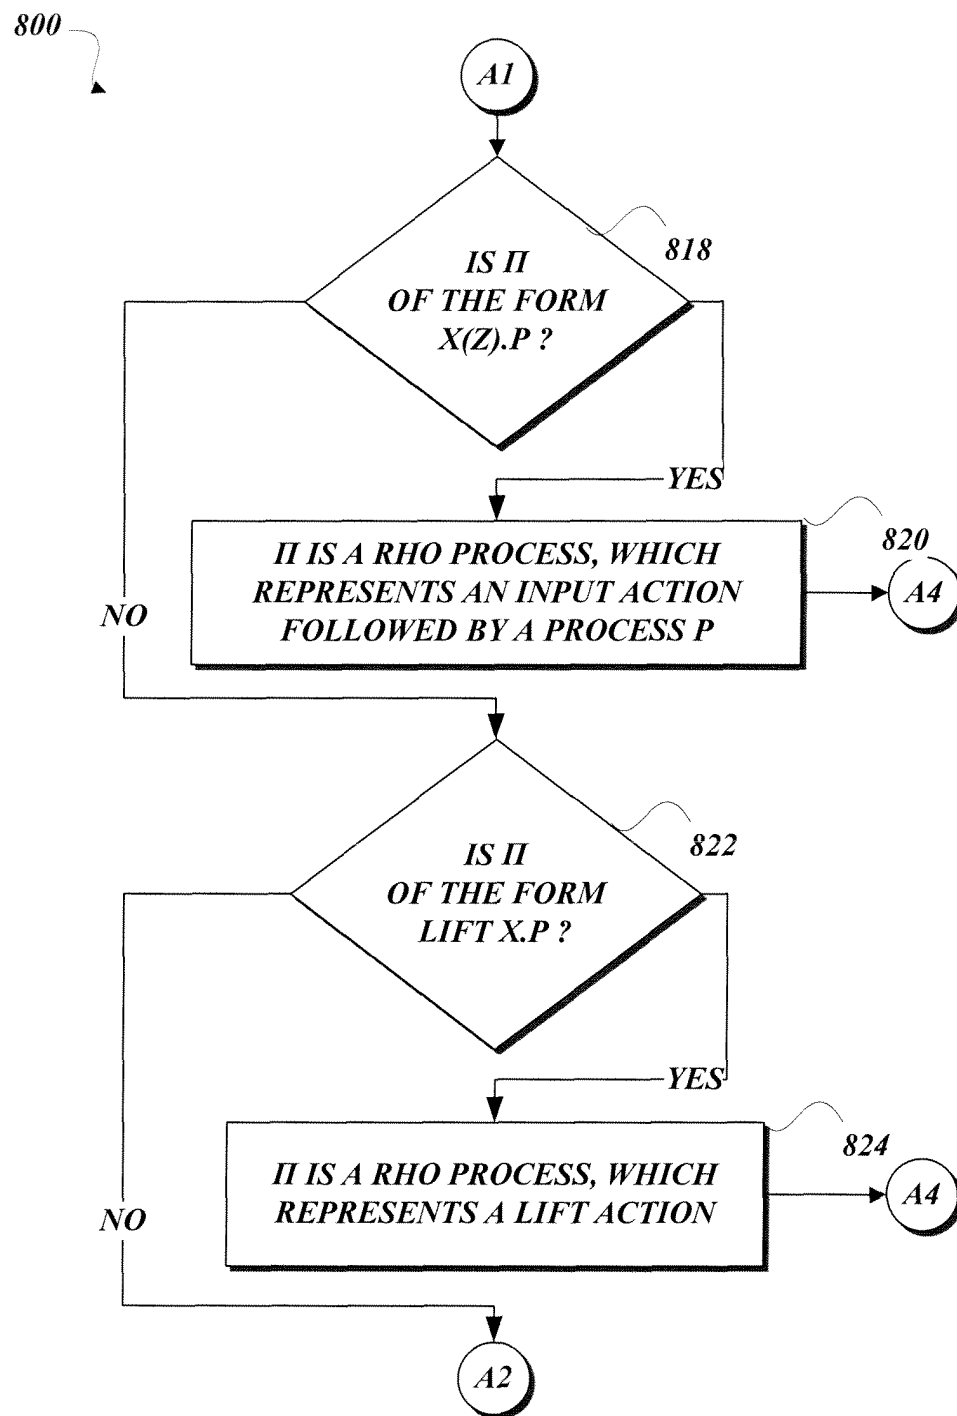 800
A1
818
IS Π
OF THE FORM
X(Z).P ?
YES
820
Π IS A RHO PROCESS, WHICH
REPRESENTS AN INPUT ACTION
FOLLOWED BY A PROCESS P
A4
NO
822
IS Π
OF THE FORM
LIFT X.P ?
YES
824
Π IS A RHO PROCESS, WHICH
REPRESENTS A LIFT ACTION
A4
NO
A2